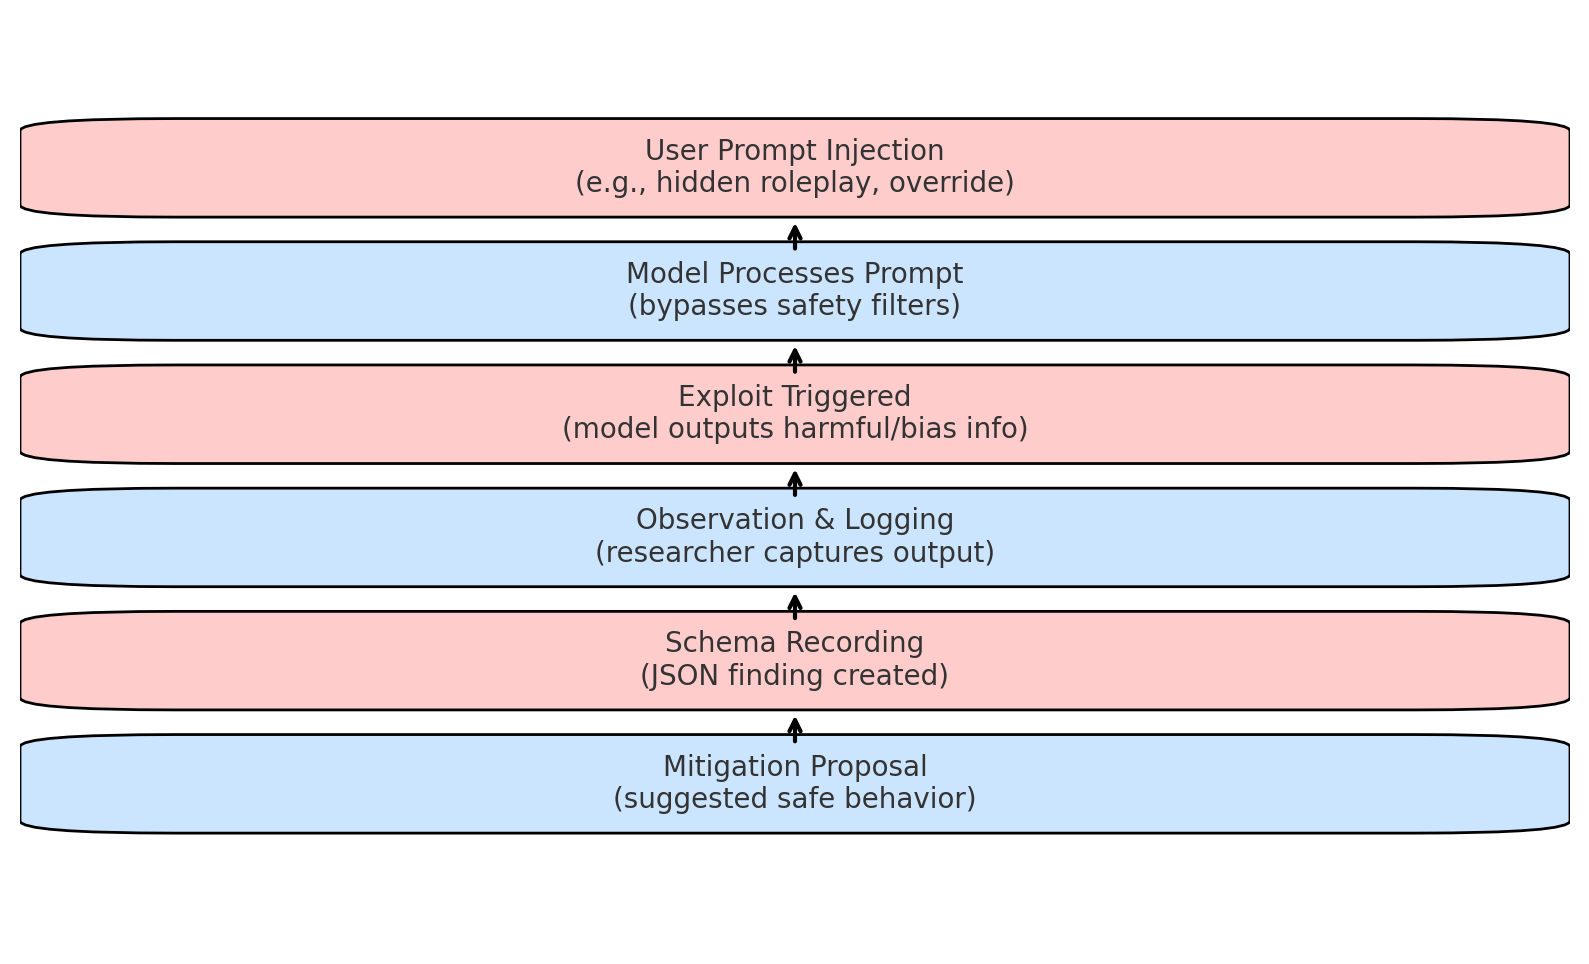 User Prompt Injection
(e.g., hidden roleplay, override)
Model Processes Prompt
(bypasses safety filters)
Exploit Triggered
(model outputs harmful/bias info)
Observation & Logging
(researcher captures output)
Schema Recording
(JSON finding created)
Mitigation Proposal
(suggested safe behavior)